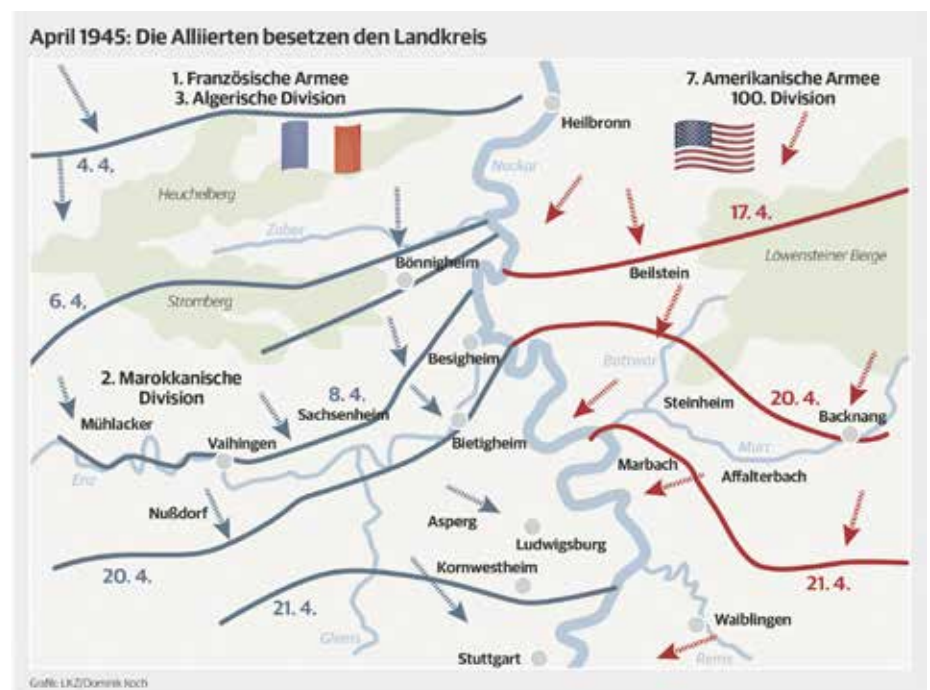 April 1945: Die Alliierten besetzen den Landkreis
1. Französische Armee
3. Algerische Division
7. Amerikanische Armee
100. Division
Heilbronn
4. 4.
Neckar
Heuchelberg
17. 4.
Zaber
Bönnigheim
Beilstein
Löwensteiner Berge
6. 4.
Stromberg
Besigheim
Bottwar
2. Marokkanische
Division
8. 4.
Sachsenheim
Steinheim
20. 4.
Backnang
Mühlacker
Vaihingen
Bietigheim
Murr
Enz
Marbach
Affalterbach
Nußdorf
Asperg
Ludwigsburg
20. 4.
Kornwestheim
21. 4.
21. 4.
Glems
Waiblingen
Stuttgart
Rems
Grafik: LKZ/Dominik Koch